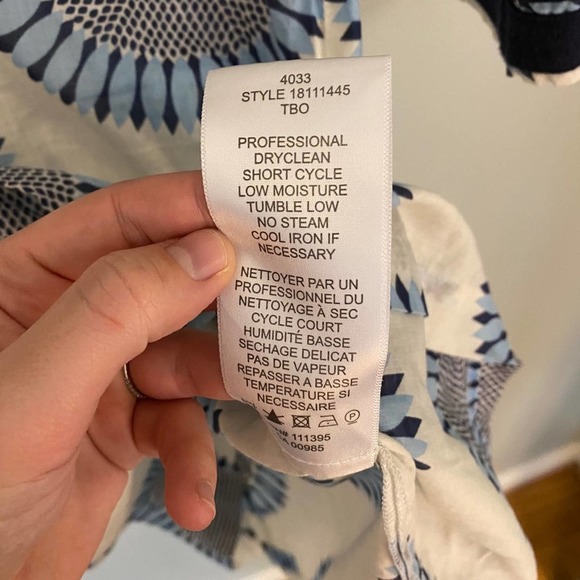 4033
STYLE 18111445
TBO
PROFESSIONAL
DRYCLEAN
SHORT CYCLE
LOW MOISTURE
TUMBLE LOW
NO STEAM
COOL IRON IF
NECESSARY
NETTOYER PAR UN
PROFESSIONNEL DU
NETTOYAGE À SEC
CYCLE COURT
HUMIDITÉ BASSE
SECHAGE DELICAT
PAS DE VAPEUR
REPASSER A BASSE
TEMPERATURE SI
NECESSAIRE
P
111395
00985